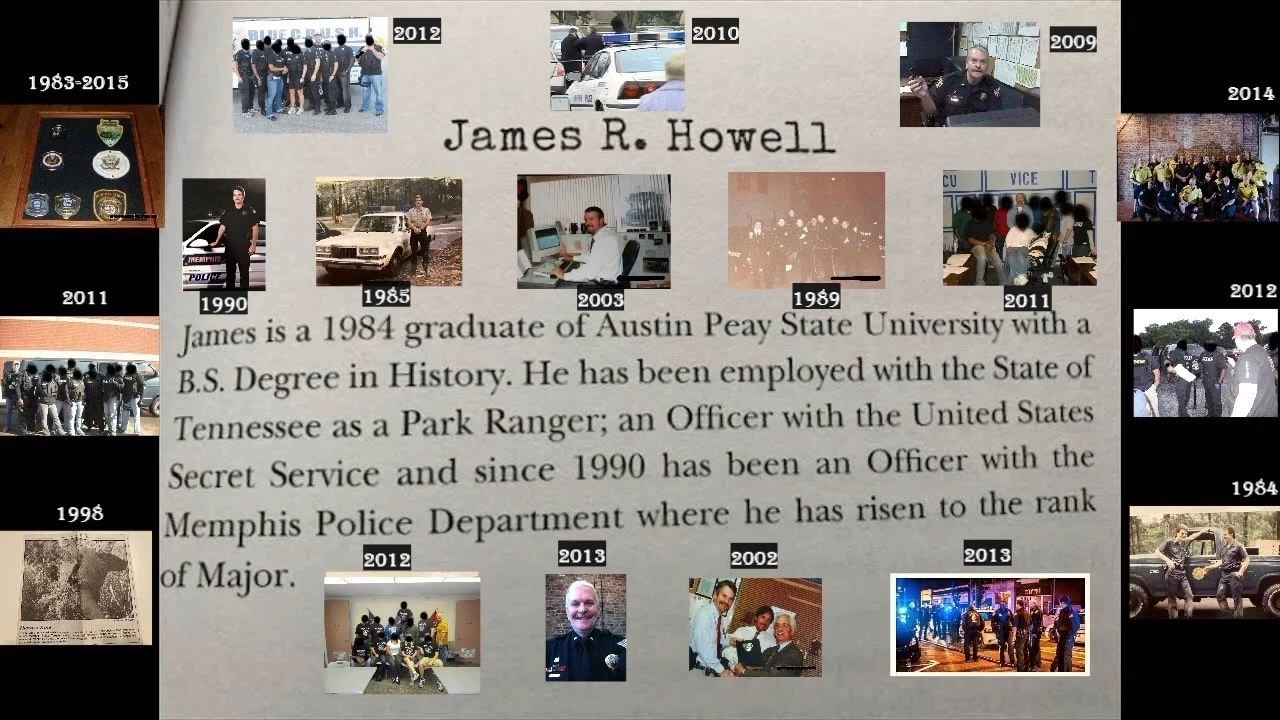 2012
2010
2009
1983-2015
2014
BLUE C.R.U.S.H.
James R. Howell
CU VICE T
MEMPHIS
POLICE
1990
1985
2003
1989
2011
2011
2012
James is a 1984 graduate of Austin Peay State University with a
B.S. Degree in History. He has been employed with the State of
Tennessee as a Park Ranger; an Officer with the United States
Secret Service and since 1990 has been an Officer with the
Memphis Police Department where he has risen to the rank
of Major.
1998
1984
2012
2013
2002
2013